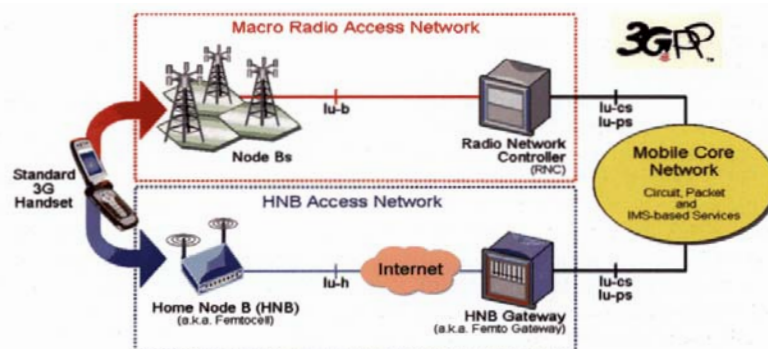 Macro Radio Access Network
3GPP™
Iu-b
Node Bs
Radio Network
Controller
(RNC)
Iu-cs
Iu-ps
Standard
3G
Handset
Mobile Core
Network
Circuit, Packet
and
IMS-based Services
HNB Access Network
Internet
Iu-h
Home Node B (HNB)
(a.k.a. Femtocell)
HNB Gateway
(a.k.a. Femto Gateway)
Iu-cs
Iu-ps